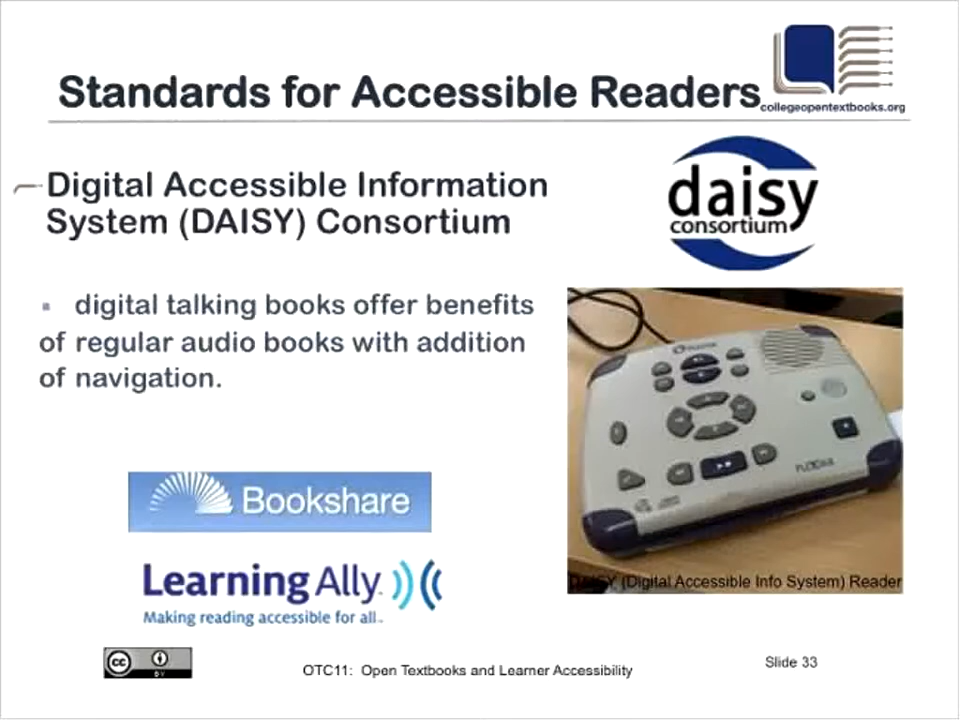 Standards for Accessible Readers
collegeopentextbooks.org
Digital Accessible Information
System (DAISY) Consortium
daisy
consortium
digital talking books offer benefits
of regular audio books with addition
of navigation.
Bookshare
Learning Ally
Making reading accessible for all
DAISY (Digital Accessible Info System) Reader
cc
BY
OTC11: Open Textbooks and Learner Accessibility
Slide 33